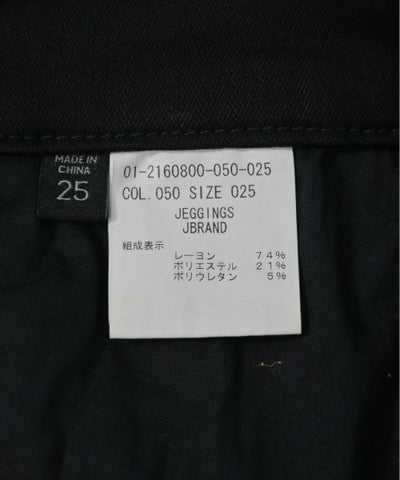 MADE IN
CHINA
25
01-2160800-050-025
COL.050 SIZE 025
JEGGINGS
JBRAND
組成表示
レーヨン 74%
ポリエステル 21%
ポリウレタン 5%